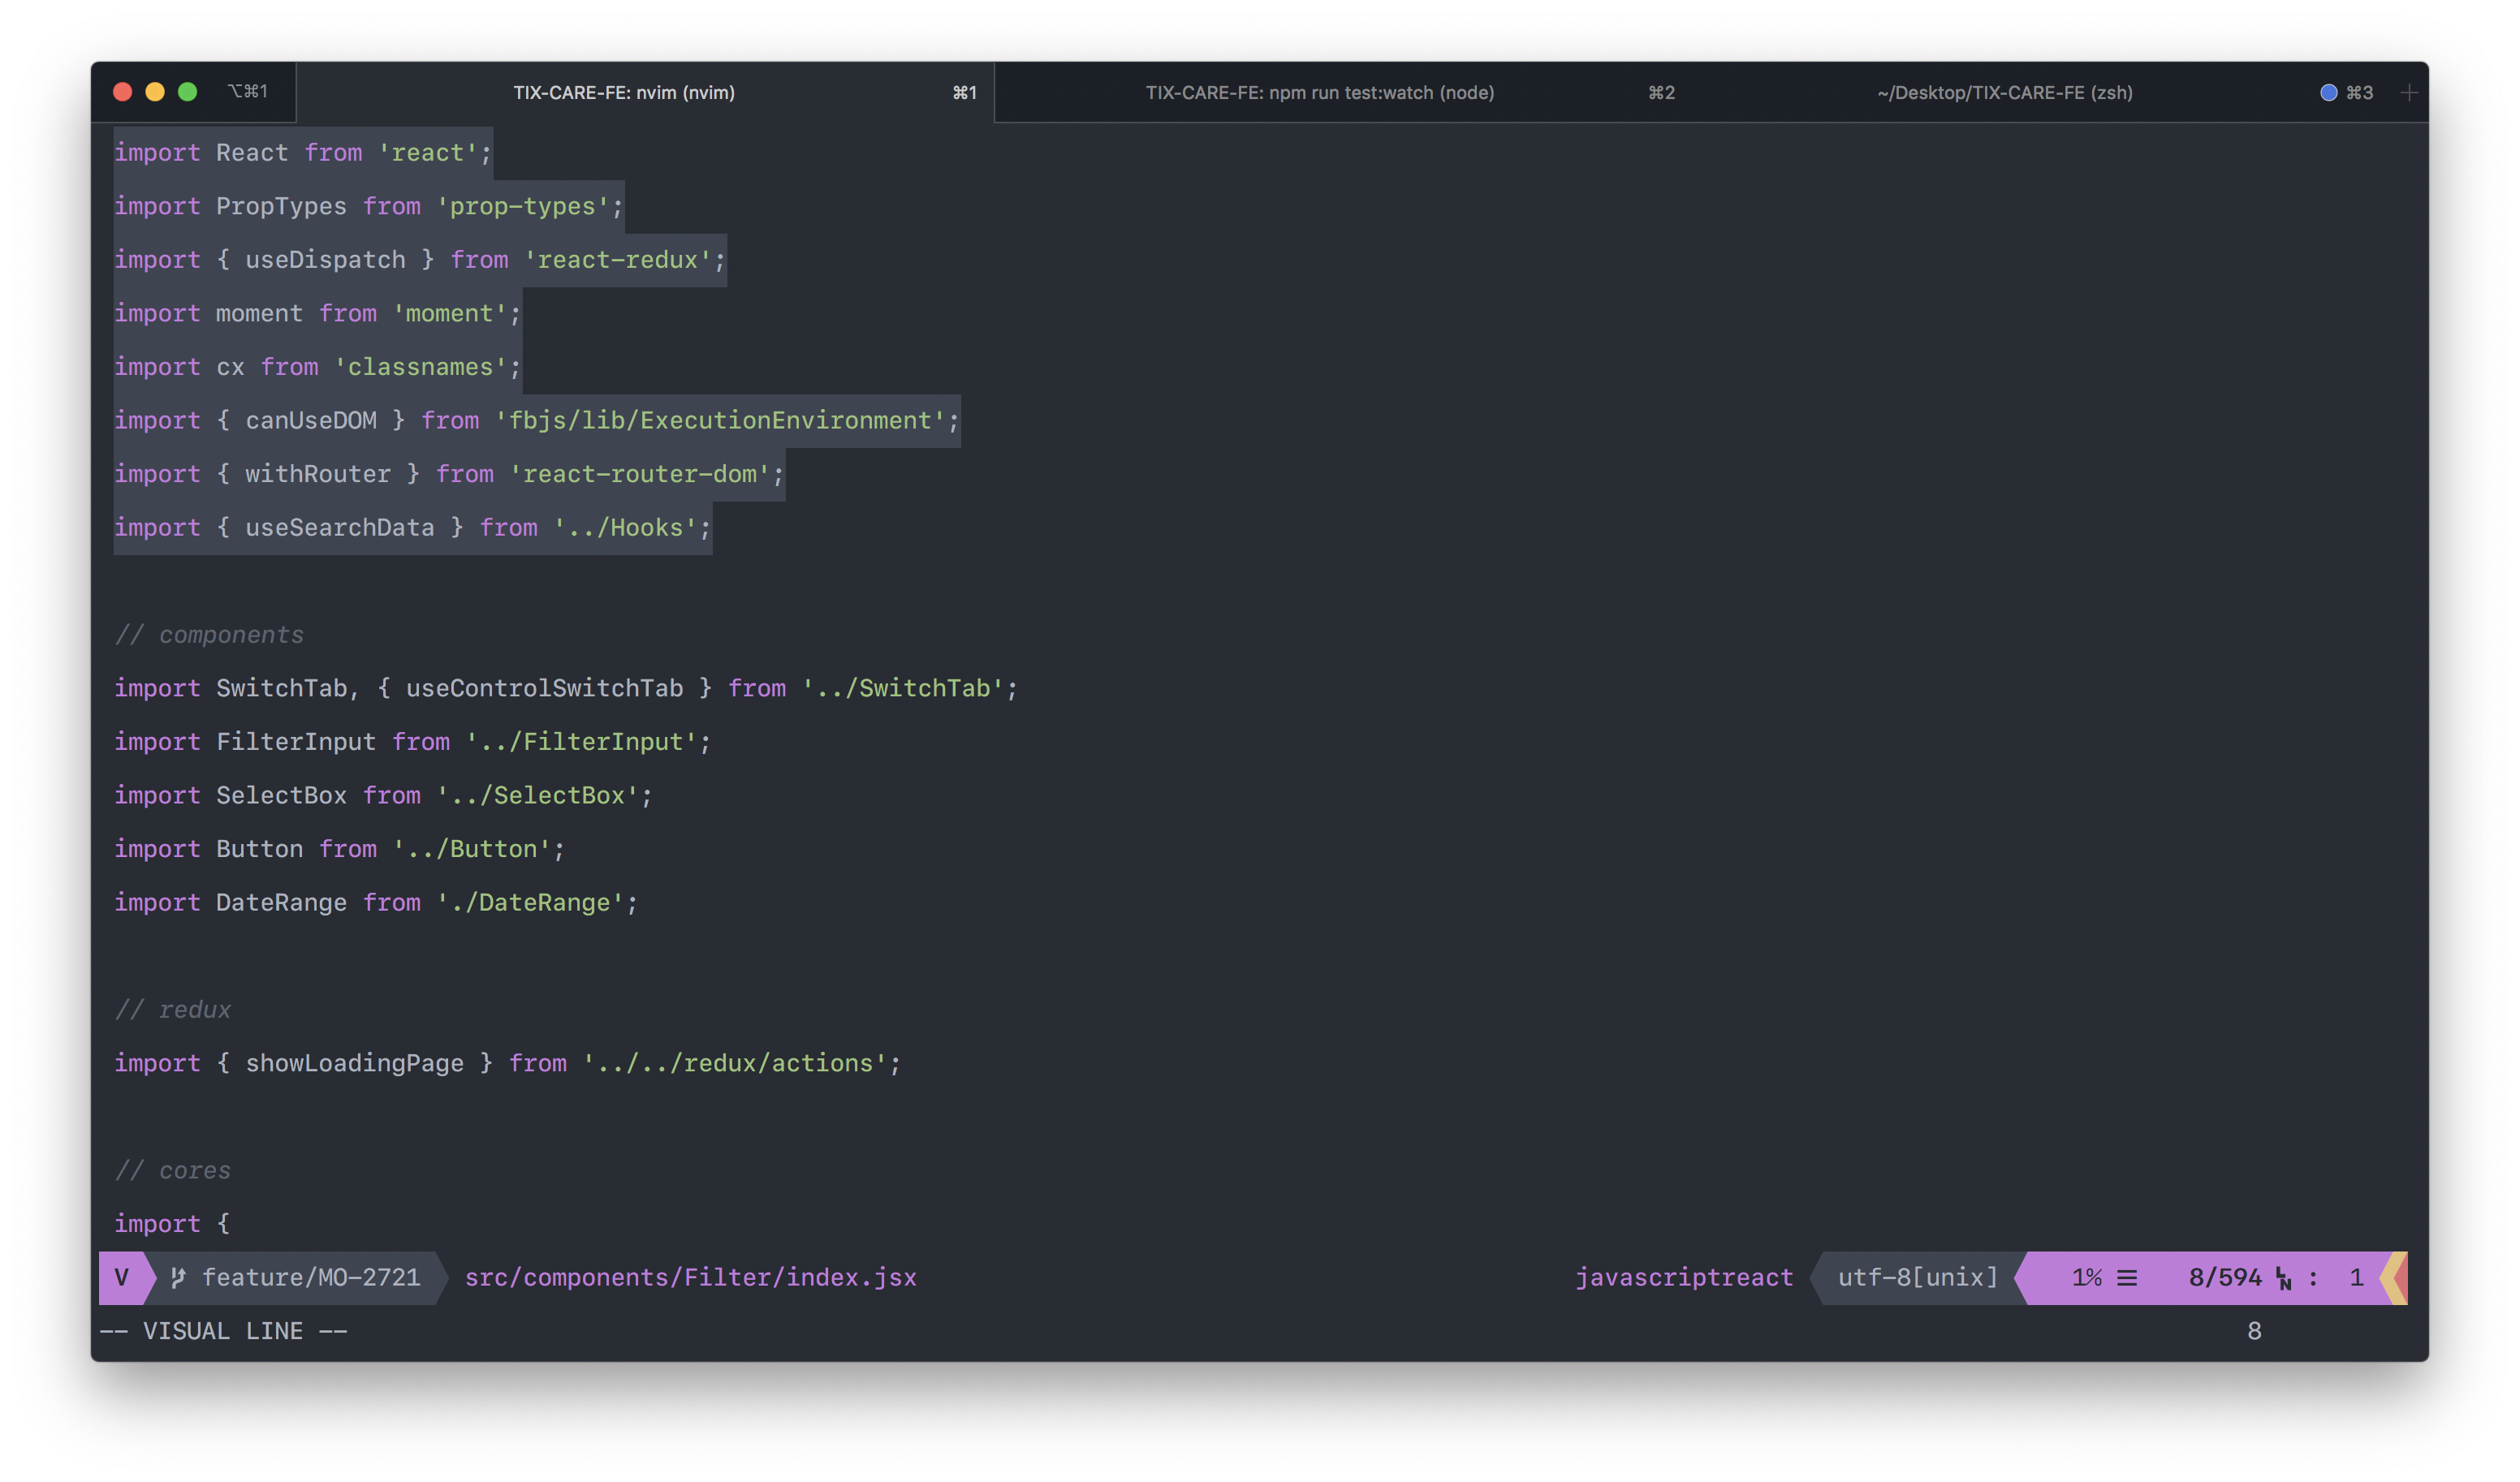 ⌥⌘1 TIX-CARE-FE: nvim (nvim) ⌘1 TIX-CARE-FE: npm run test:watch (node) ⌘2 ~/Desktop/TIX-CARE-FE (zsh) ⌘3 +
import React from 'react';
import PropTypes from 'prop-types';
import { useDispatch } from 'react-redux';
import moment from 'moment';
import cx from 'classnames';
import { canUseDOM } from 'fbjs/lib/ExecutionEnvironment';
import { withRouter } from 'react-router-dom';
import { useSearchData } from '../Hooks';
// components
import SwitchTab, { useControlSwitchTab } from '../SwitchTab';
import FilterInput from '../FilterInput';
import SelectBox from '../SelectBox';
import Button from '../Button';
import DateRange from './DateRange';
// redux
import { showLoadingPage } from '../../redux/actions';
// cores
import {
V feature/MO-2721 src/components/Filter/index.jsx javascriptreact utf-8[unix] 1% ☰ 8/594 ␤ : 1
-- VISUAL LINE -- 8